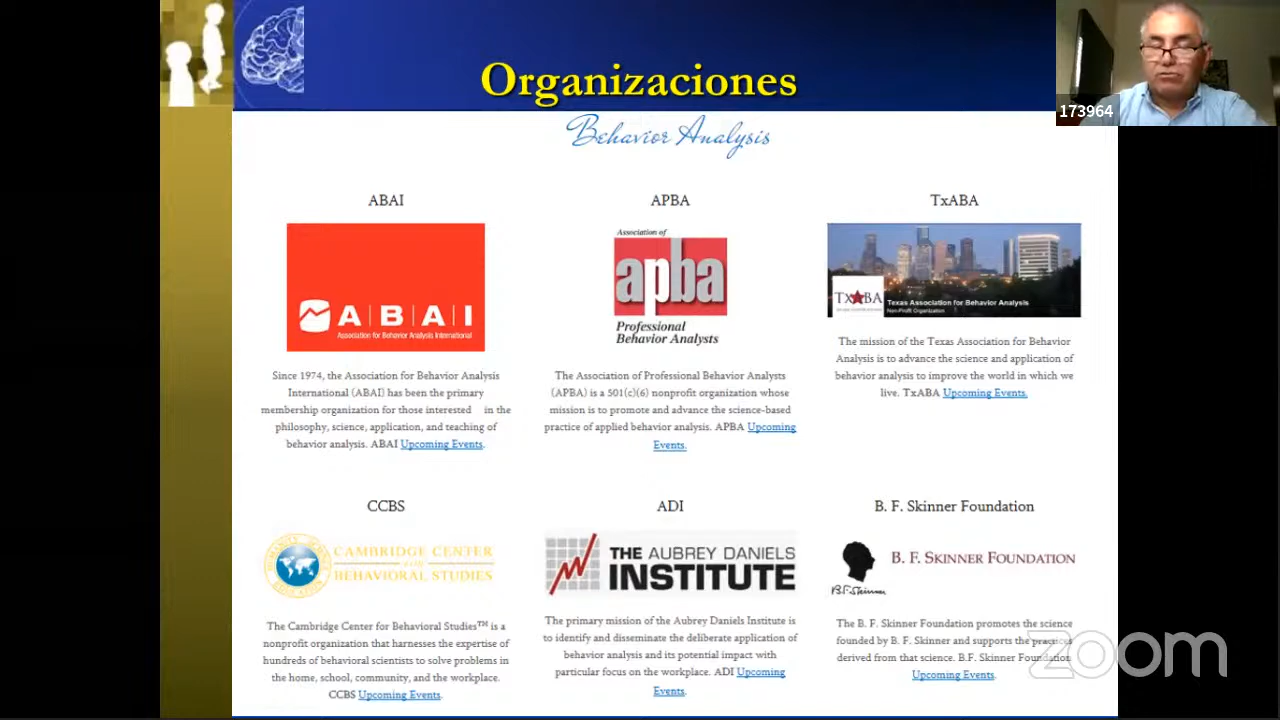 Organizaciones
173964
Behavior Analysis
ABAI
A|B|A|I
Association for Behavior Analysis International
Since 1974, the Association for Behavior Analysis
International (ABAI) has been the primary
membership organization for those interested in the
philosophy, science, application, and teaching of
behavior analysis. ABAI Upcoming Events.
APBA
Association of
apba
Professional
Behavior Analysts
The Association of Professional Behavior Analysts
(APBA) is a 501(c)(6) nonprofit organization whose
mission is to promote and advance the science-based
practice of applied behavior analysis. APBA Upcoming
Events.
TxABA
TxABA
Texas Association for Behavior Analysis
Non-Profit Organization
The mission of the Texas Association for Behavior
Analysis is to advance the science and application of
behavior analysis to improve the world in which we
live. TxABA Upcoming Events.
CCBS
CAMBRIDGE CENTER
BEHAVIORAL STUDIES
The Cambridge Center for Behavioral Studies™ is a
nonprofit organization that harnesses the expertise of
hundreds of behavioral scientists to solve problems in
the home, school, community, and the workplace.
CCBS Upcoming Events.
ADI
THE AUBREY DANIELS
INSTITUTE
The primary mission of the Aubrey Daniels Institute is
to identify and disseminate the deliberate application of
behavior analysis and its potential impact with
particular focus on the workplace. ADI Upcoming
Events.
B. F. Skinner Foundation
B. F. SKINNER FOUNDATION
B.F. Skinner
The B. F. Skinner Foundation promotes the science
founded by B. F. Skinner and supports the practices
derived from that science. B.F. Skinner Foundation
Upcoming Events.
zoom